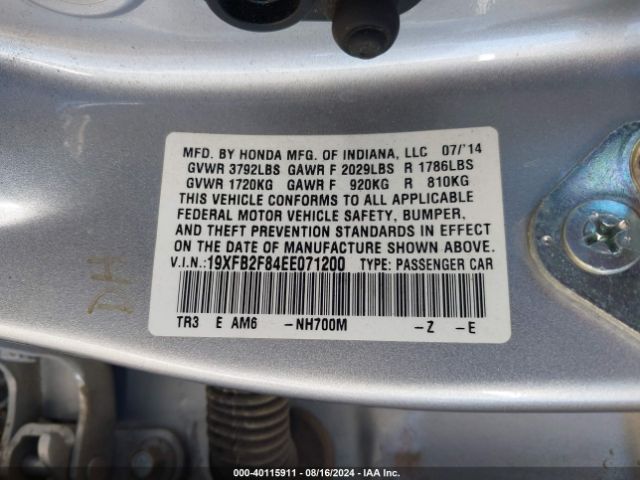 MFD. BY HONDA MFG. OF INDIANA, LLC 07/'14
GVWR 3792LBS GAWR F 2029LBS R 1786LBS
GVWR 1720KG GAWR F 920KG R 810KG
THIS VEHICLE CONFORMS TO ALL APPLICABLE
FEDERAL MOTOR VEHICLE SAFETY, BUMPER,
AND THEFT PREVENTION STANDARDS IN EFFECT
ON THE DATE OF MANUFACTURE SHOWN ABOVE.
V.I.N.:19XFB2F84EE071200 TYPE: PASSENGER CAR
TR3 E AM6 -NH700M -Z -E
DH
000-40115911 - 08/16/2024 - IAA Inc.